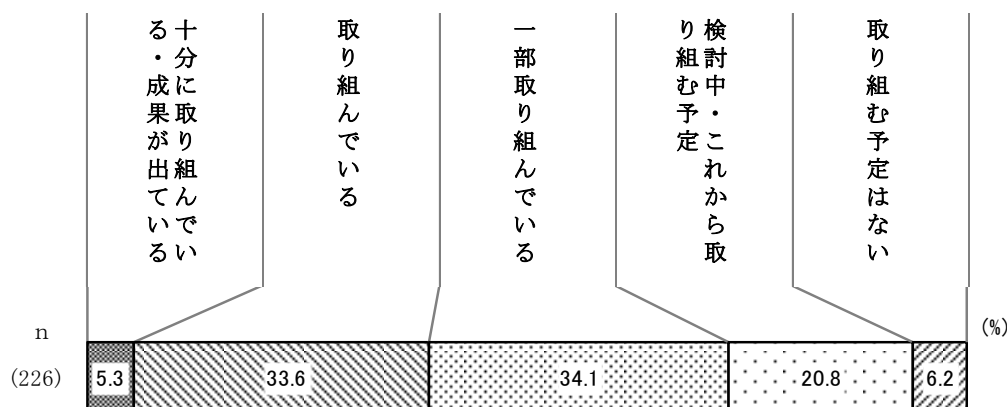 十分に取り組んでい
る・成果が出ている
取り組んでいる
一部取り組んでいる
検討中・これから取
り組む予定
取り組む予定はない
n
(%)
(226)
5.3
33.6
34.1
20.8
6.2